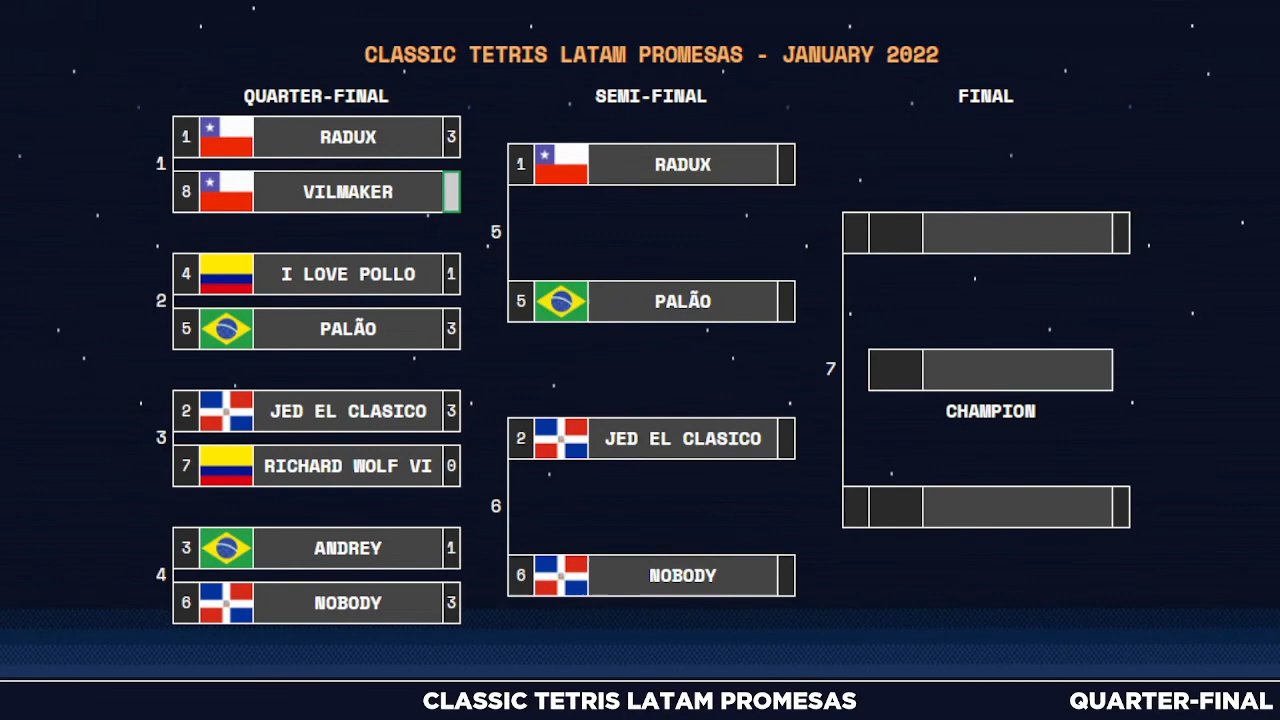 CLASSIC TETRIS LATAM PROMESAS - JANUARY 2022
QUARTER-FINAL
SEMI-FINAL
FINAL
1
1 RADUX 3
8 VILMAKER
2
4 I LOVE POLLO 1
5 PALÃO 3
3
2 JED EL CLASICO 3
7 RICHARD WOLF VI 0
4
3 ANDREY 1
6 NOBODY 3
5
1 RADUX
5 PALÃO
6
2 JED EL CLASICO
6 NOBODY
7
CHAMPION
CLASSIC TETRIS LATAM PROMESAS
QUARTER-FINAL